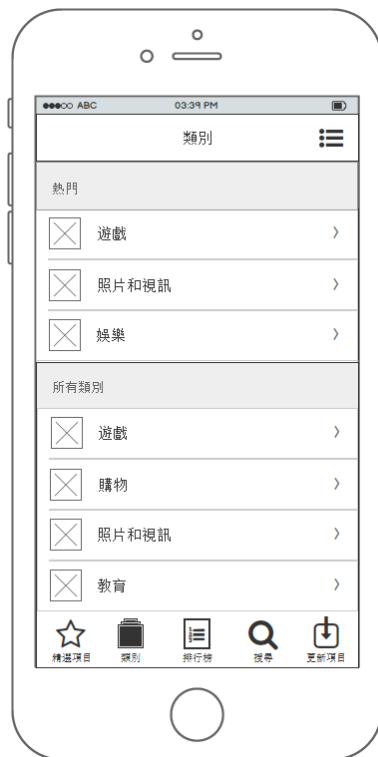 ABC 03:39 PM
類別
熱門
遊戲
照片和視訊
娛樂
所有類別
遊戲
購物
照片和視訊
教育
精選項目 類別 排行榜 搜尋 更新項目